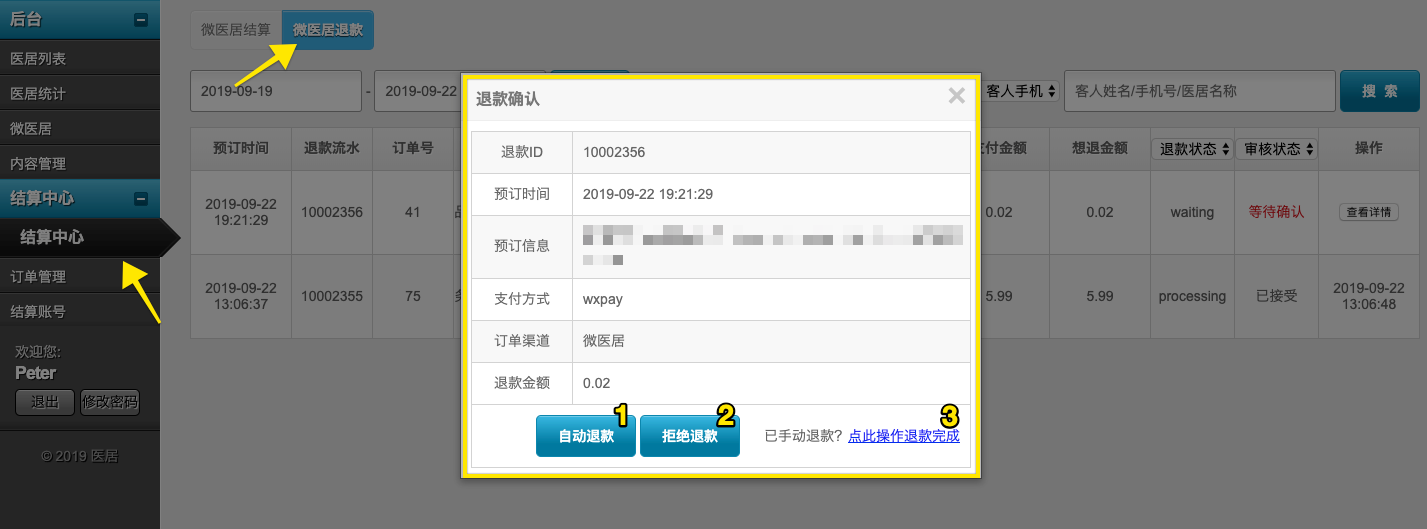 后台
医居列表
医居统计
微医居
内容管理
结算中心
结算中心
订单管理
结算账号
欢迎您:
Peter
退出 修改密码
© 2019 医居
微医居结算 微医居退款
2019-09-19 - 2019-09-22 客人手机 客人姓名/手机号/医居名称 搜 索
预订时间 退款流水 订单号 付金额 想退金额 退款状态 审核状态 操作
2019-09-22
19:21:29 10002356 41 0.02 0.02 waiting 等待确认 查看详情
2019-09-22
13:06:37 10002355 75 5.99 5.99 processing 已接受 2019-09-22
13:06:48
退款确认 ×
退款ID 10002356
预订时间 2019-09-22 19:21:29
预订信息
支付方式 wxpay
订单渠道 微医居
退款金额 0.02
1 2 3
自动退款 拒绝退款 已手动退款? 点此操作退款完成